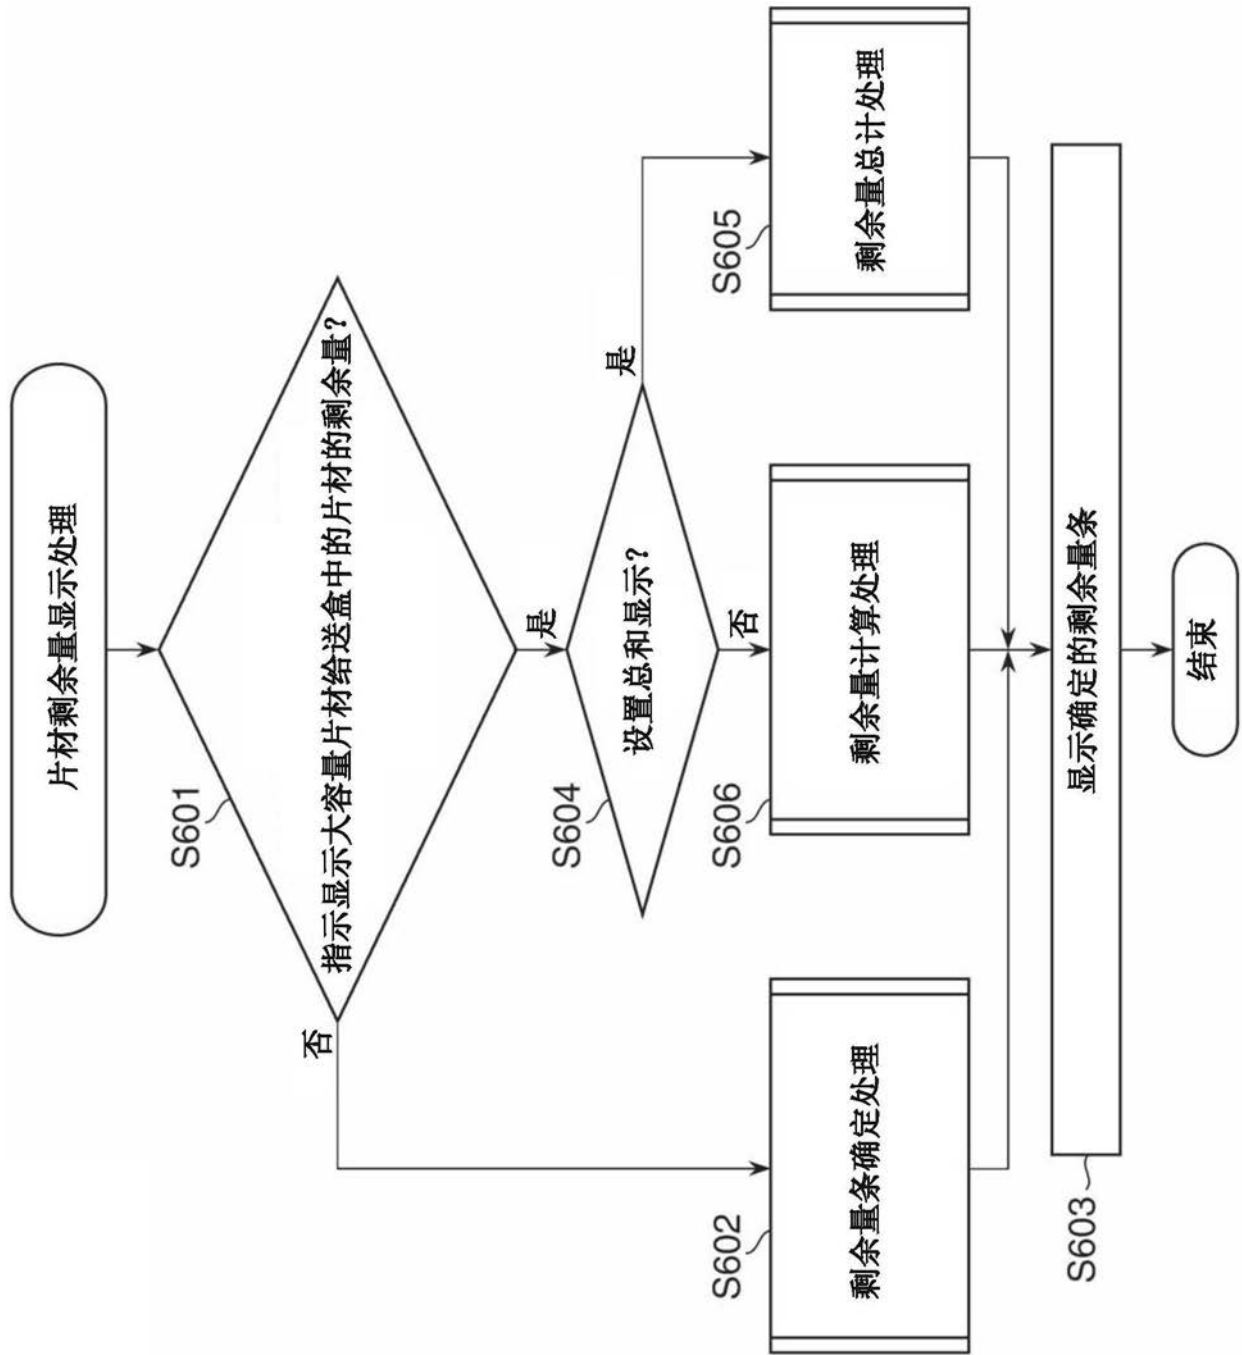 片材剩余量显示处理
S601
指示显示大容量片材给送盒中的片材的剩余量?
否
是
S604
设置总和显示?
是
否
S602
剩余量条确定处理
S606
剩余量计算处理
S605
剩余量总计处理
S603
显示确定的剩余量条
结束